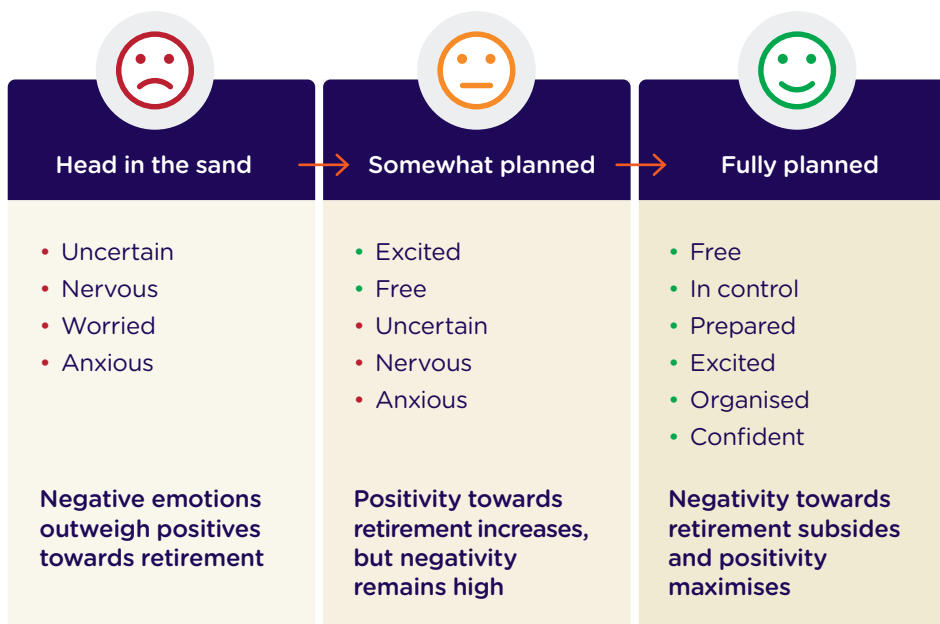 Head in the sand
Uncertain
Nervous
Worried
Anxious
Negative emotions
outweigh positives
towards retirement
Somewhat planned
Excited
Free
Uncertain
Nervous
Anxious
Positivity towards
retirement increases,
but negativity
remains high
Fully planned
Free
In control
Prepared
Excited
Organised
Confident
Negativity towards
retirement subsides
and positivity
maximises